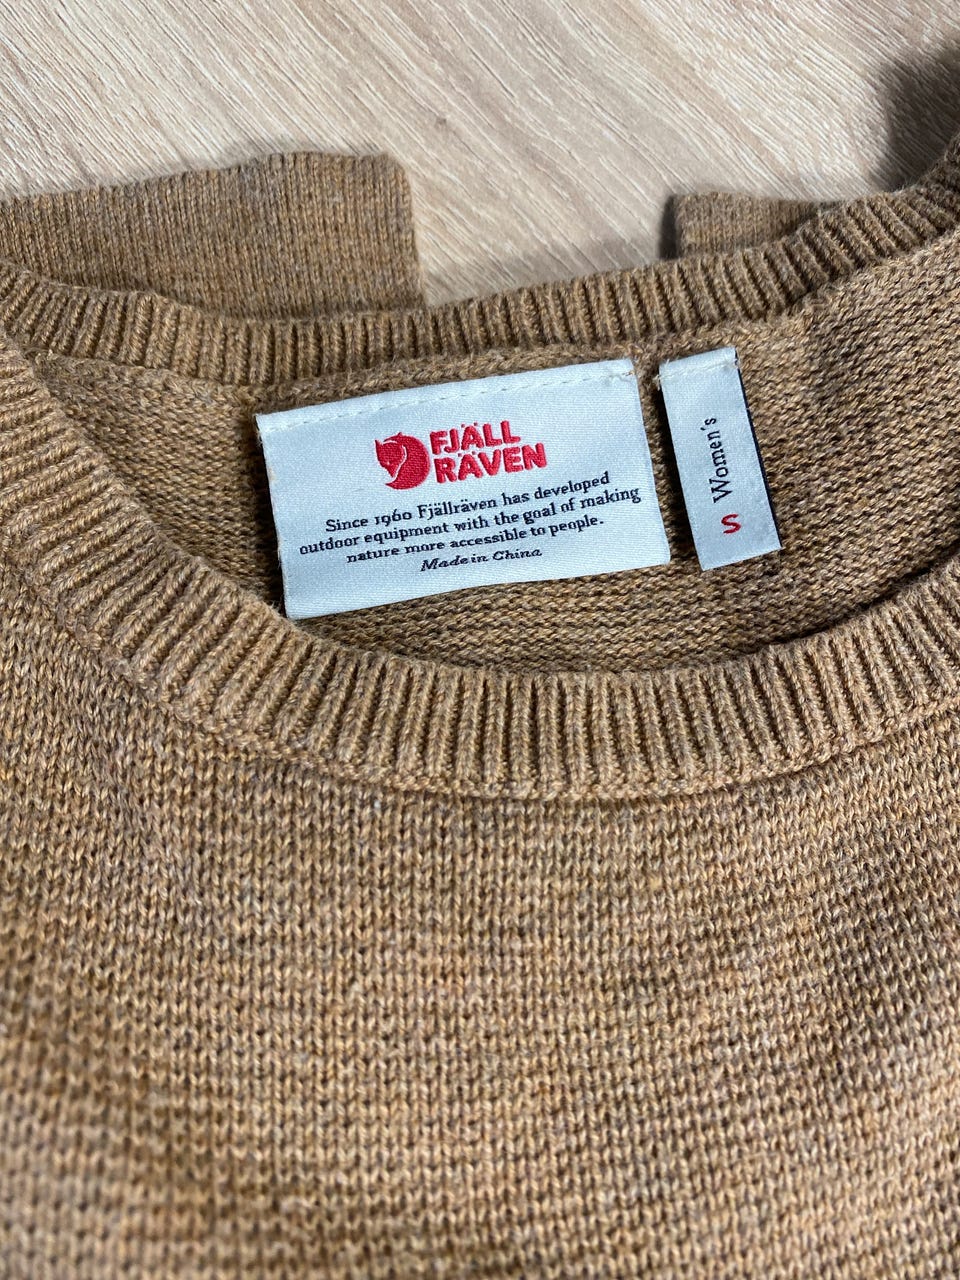 FJÄLL
RÄVEN
Since 1960 Fjällräven has developed
outdoor equipment with the goal of making
nature more accessible to people.
Made in China
Women's
S